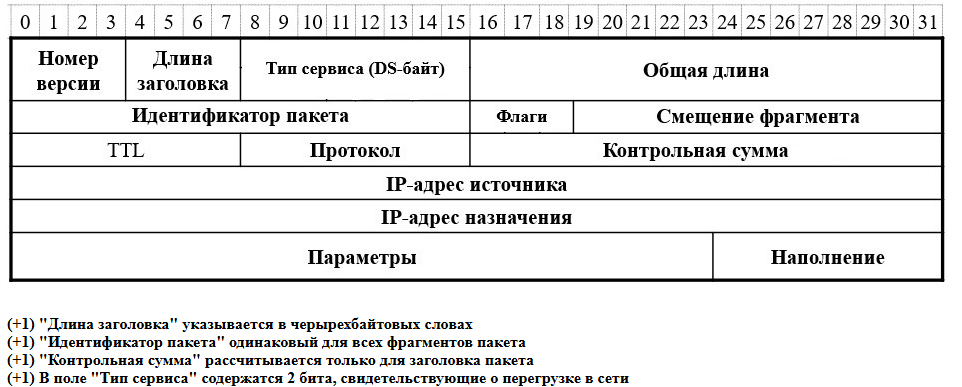 0 1 2 3 4 5 6 7 8 9 10 11 12 13 14 15 16 17 18 19 20 21 22 23 24 25 26 27 28 29 30 31
Номер версии Длина заголовка Тип сервиса (DS-байт) Общая длина
Идентификатор пакета Флаги Смещение фрагмента
TTL Протокол Контрольная сумма
IP-адрес источника
IP-адрес назначения
Параметры Наполнение
(+1) "Длина заголовка" указывается в черырехбайтовых словах
(+1) "Идентификатор пакета" одинаковый для всех фрагментов пакета
(+1) "Контрольная сумма" рассчитывается только для заголовка пакета
(+1) В поле "Тип сервиса" содержатся 2 бита, свидетельствующие о перегрузке в сети